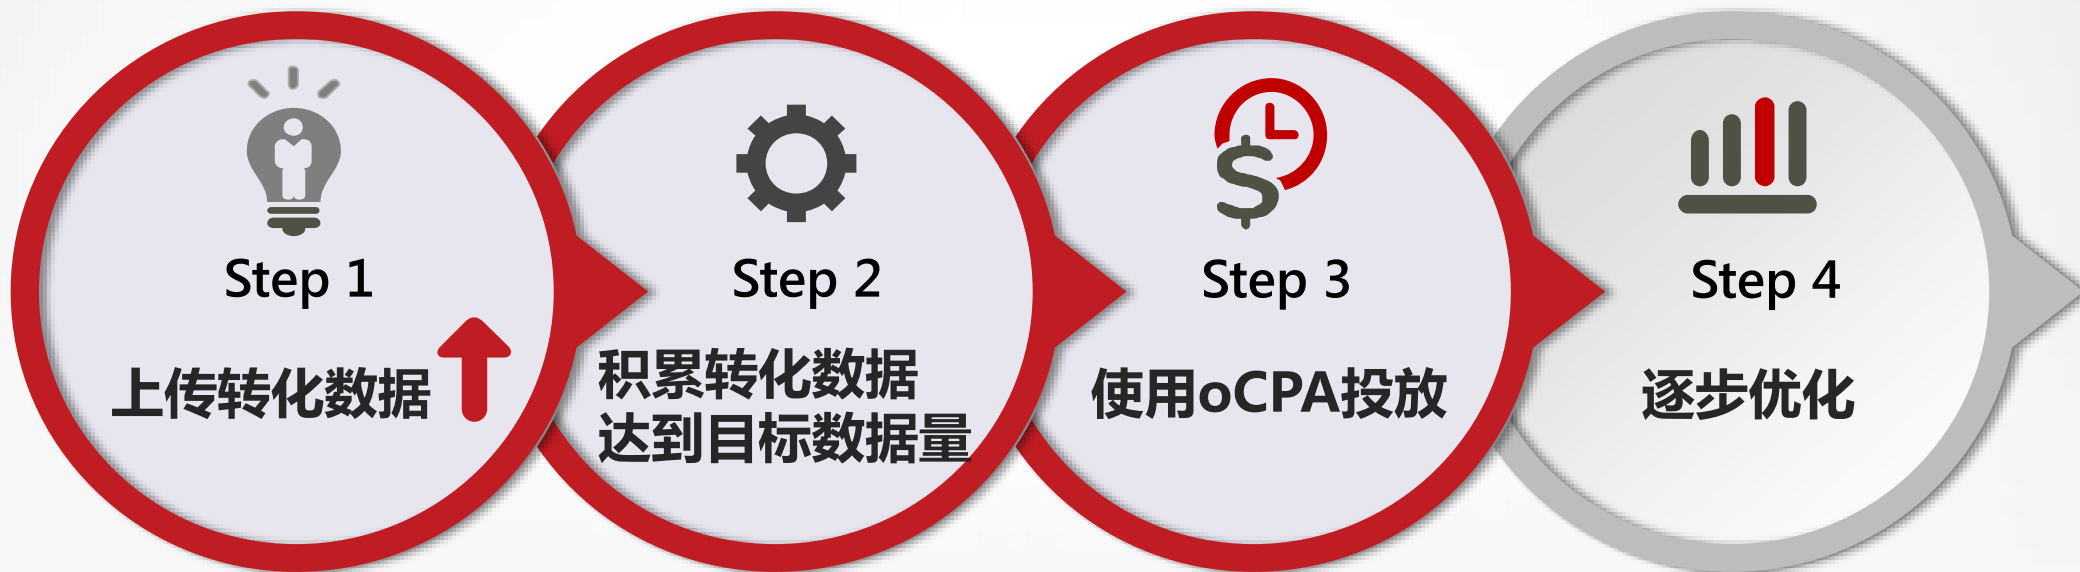 Step 1
上传转化数据
Step 2
积累转化数据
达到目标数据量
Step 3
使用oCPA投放
Step 4
逐步优化